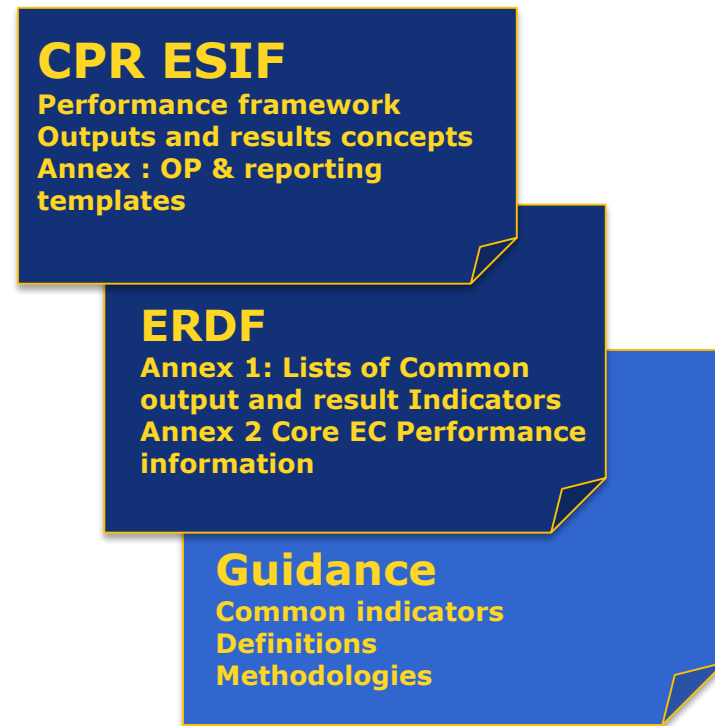 CPR ESIF
Performance framework
Outputs and results concepts
Annex : OP & reporting
templates
ERDF
Annex 1: Lists of Common
output and result Indicators
Annex 2 Core EC Performance
information
Guidance
Common indicators
Definitions
Methodologies